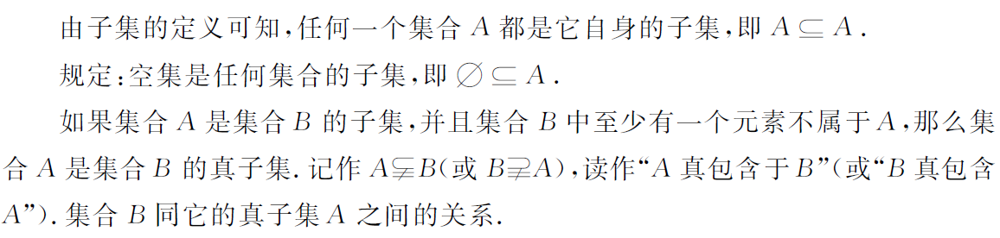 由子集的定义可知,任何一个集合 A 都是它自身的子集,即 A⊆A.
规定:空集是任何集合的子集,即∅⊆A.
如果集合 A 是集合 B 的子集,并且集合 B 中至少有一个元素不属于 A,那么集
合 A 是集合 B 的真子集. 记作 A⫋B(或 B⫌A),读作“A 真包含于 B”(或“B 真包含
A”). 集合 B 同它的真子集 A 之间的关系.